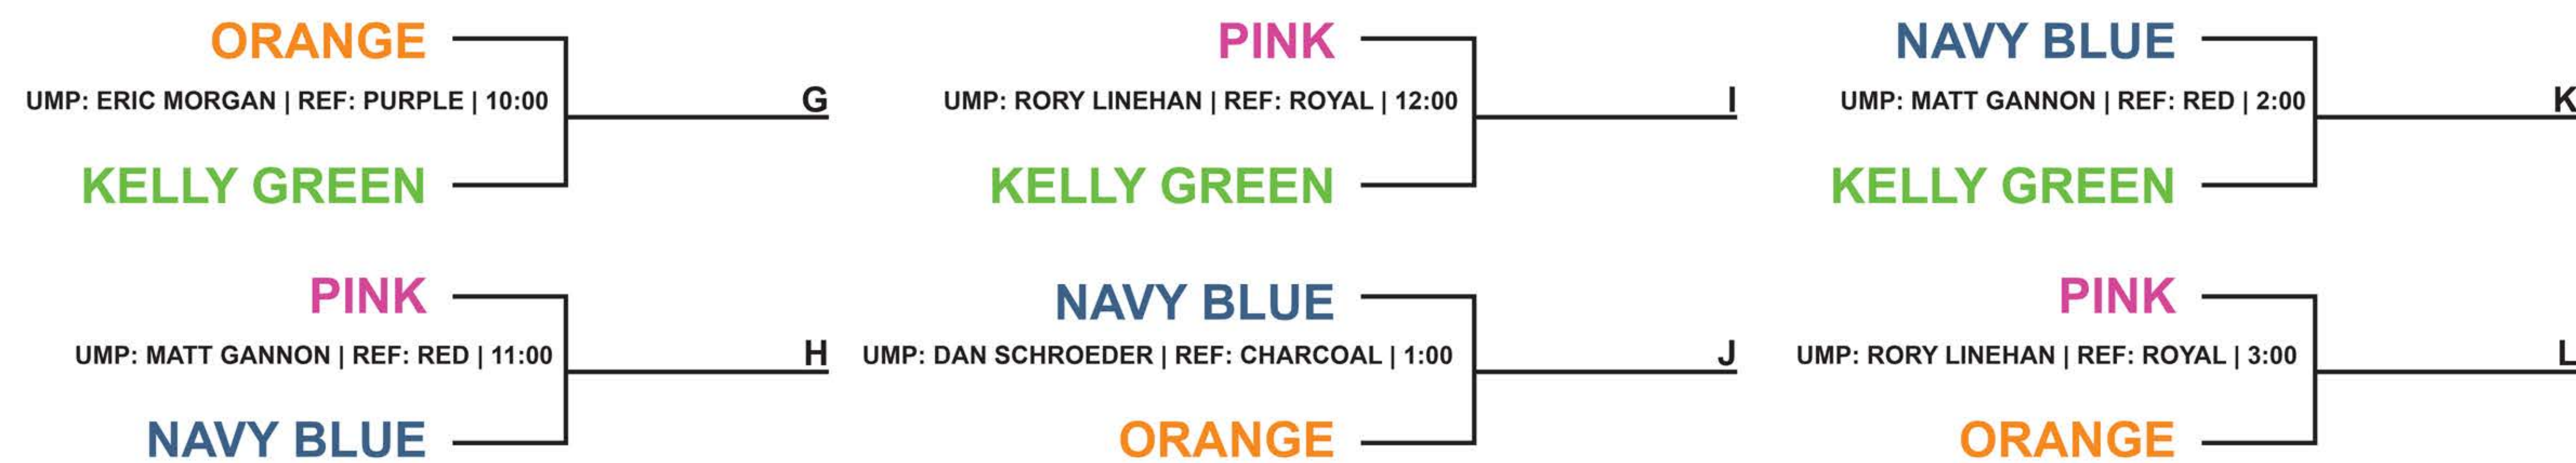 ORANGE
UMP: ERIC MORGAN | REF: PURPLE | 10:00
G
KELLY GREEN
PINK
UMP: MATT GANNON | REF: RED | 11:00
H
NAVY BLUE
PINK
UMP: RORY LINEHAN | REF: ROYAL | 12:00
I
KELLY GREEN
NAVY BLUE
UMP: DAN SCHROEDER | REF: CHARCOAL | 1:00
J
ORANGE
NAVY BLUE
UMP: MATT GANNON | REF: RED | 2:00
K
KELLY GREEN
PINK
UMP: RORY LINEHAN | REF: ROYAL | 3:00
L
ORANGE